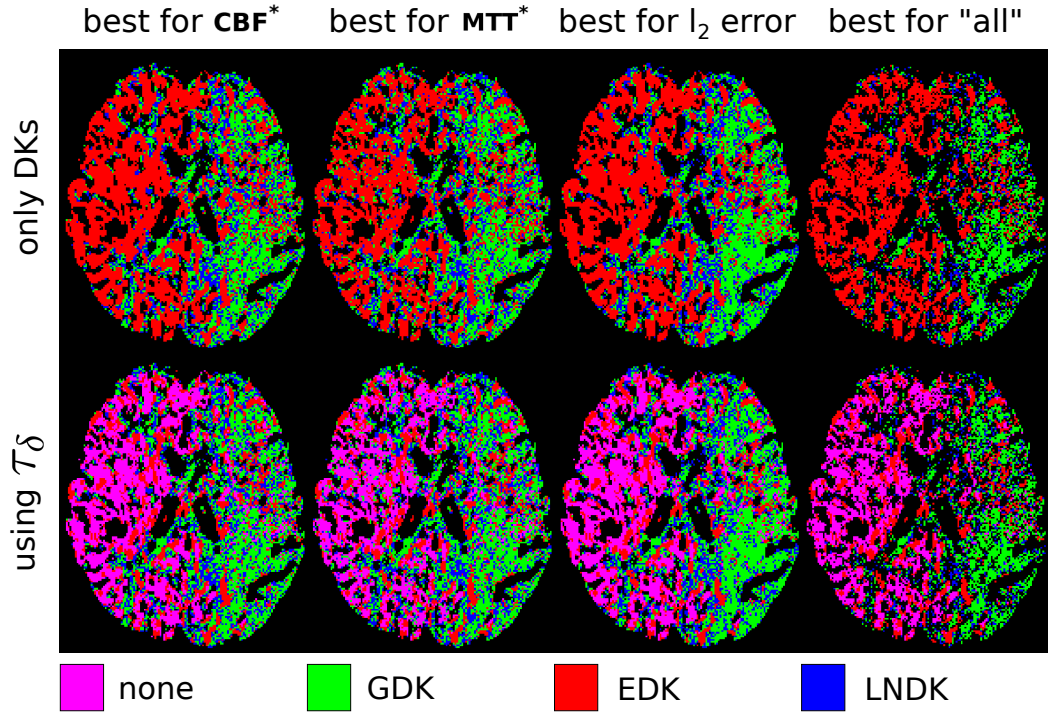 best for CBF* best for MTT* best for l₂ error best for "all"
only DKs
using 𝒯δ
none GDK EDK LNDK